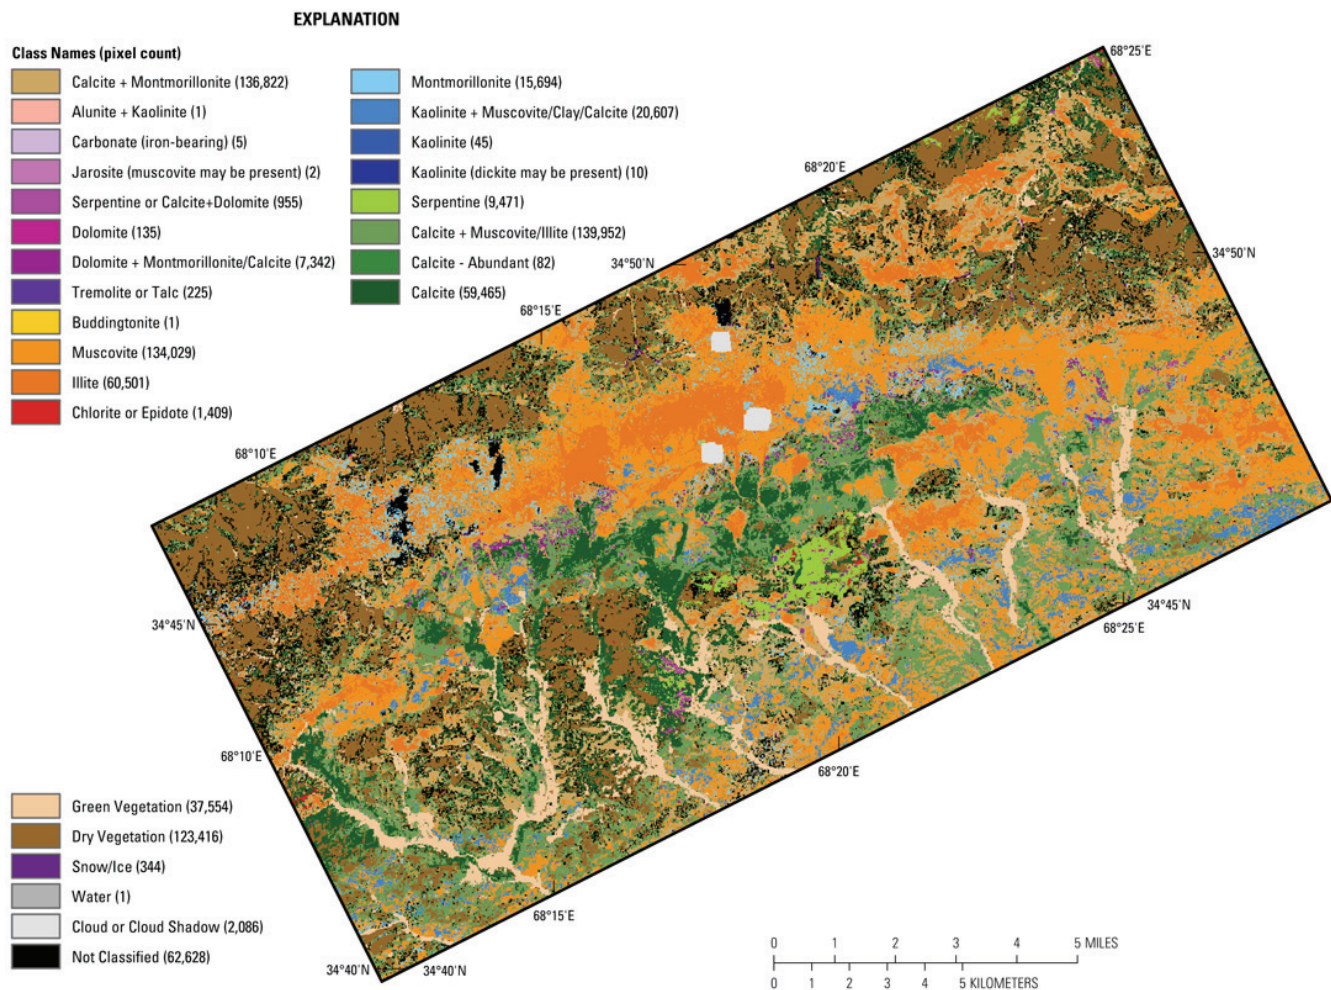 EXPLANATION
Class Names (pixel count)
Calcite + Montmorillonite (136,822)
Alunite + Kaolinite (1)
Carbonate (iron-bearing) (5)
Jarosite (muscovite may be present) (2)
Serpentine or Calcite+Dolomite (955)
Dolomite (135)
Dolomite + Montmorillonite/Calcite (7,342)
Tremolite or Talc (225)
Buddingtonite (1)
Muscovite (134,029)
Illite (60,501)
Chlorite or Epidote (1,409)
Montmorillonite (15,694)
Kaolinite + Muscovite/Clay/Calcite (20,607)
Kaolinite (45)
Kaolinite (dickite may be present) (10)
Serpentine (9,471)
Calcite + Muscovite/Illite (139,952)
Calcite - Abundant (82)
Calcite (59,465)
68°25'E
68°20'E
34°50'N
34°50'N
68°15'E
68°10'E
34°45'N
34°45'N
68°25'E
68°10'E
68°20'E
68°15'E
34°40'N
34°40'N
Green Vegetation (37,554)
Dry Vegetation (123,416)
Snow/Ice (344)
Water (1)
Cloud or Cloud Shadow (2,086)
Not Classified (62,628)
0 1 2 3 4 5 MILES
0 1 2 3 4 5 KILOMETERS